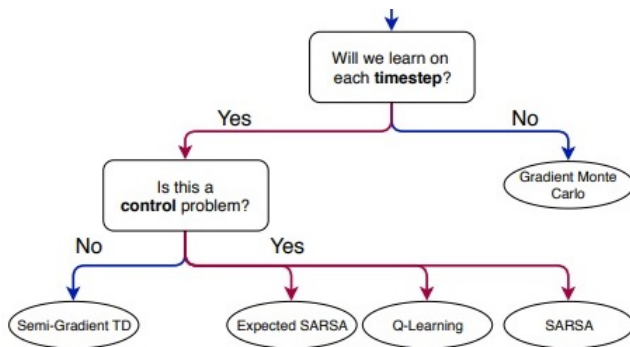 Will we learn on
each timestep?
Yes
No
Is this a
control problem?
Gradient Monte
Carlo
No
Yes
Semi-Gradient TD
Expected SARSA
Q-Learning
SARSA